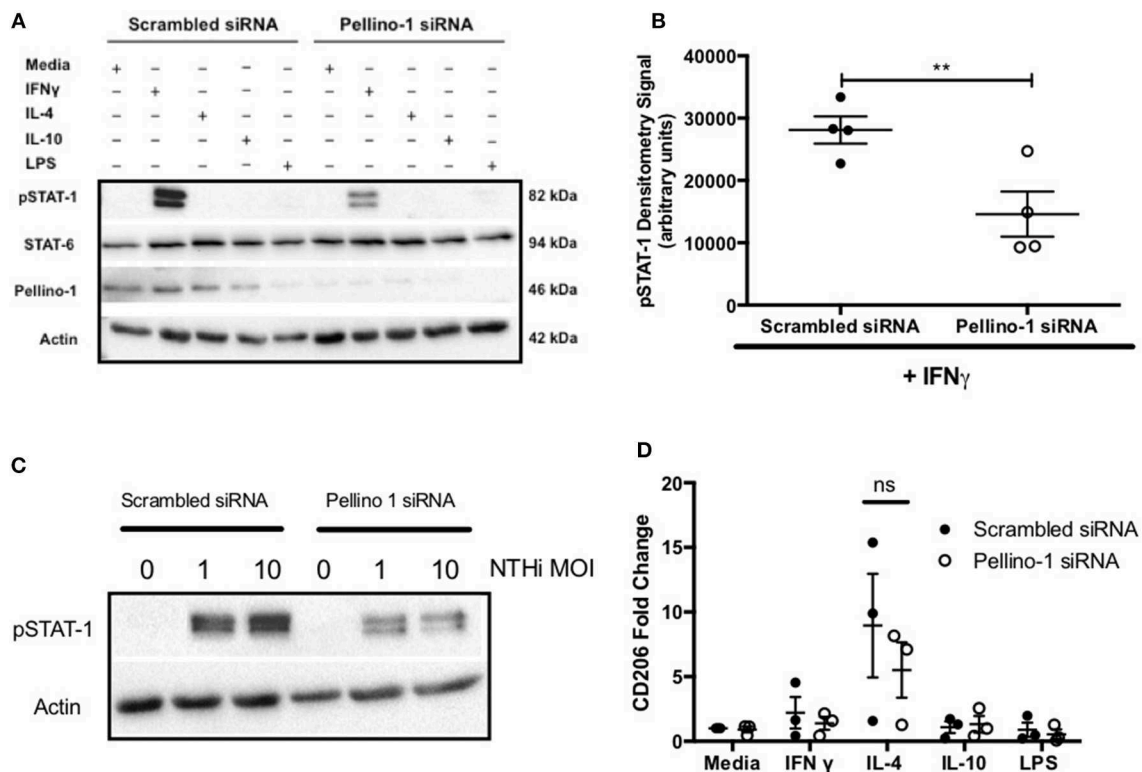 A
Scrambled siRNA Pellino-1 siRNA
Media + – – – – + – – – –
IFNγ – + – – – – + – – –
IL-4 – – + – – – – + – –
IL-10 – – – + – – – – + –
LPS – – – – + – – – – +
pSTAT-1 82 kDa
STAT-6 94 kDa
Pellino-1 46 kDa
Actin 42 kDa
B
pSTAT-1 Densitometry Signal
(arbitrary units)
40000
30000
20000
10000
0
**
Scrambled siRNA Pellino-1 siRNA
+ IFNγ
C
Scrambled siRNA Pellino 1 siRNA
0 1 10 0 1 10 NTHi MOI
pSTAT-1
Actin
D
CD206 Fold Change
20
15
10
5
0
ns
Scrambled siRNA
Pellino-1 siRNA
Media IFN γ IL-4 IL-10 LPS